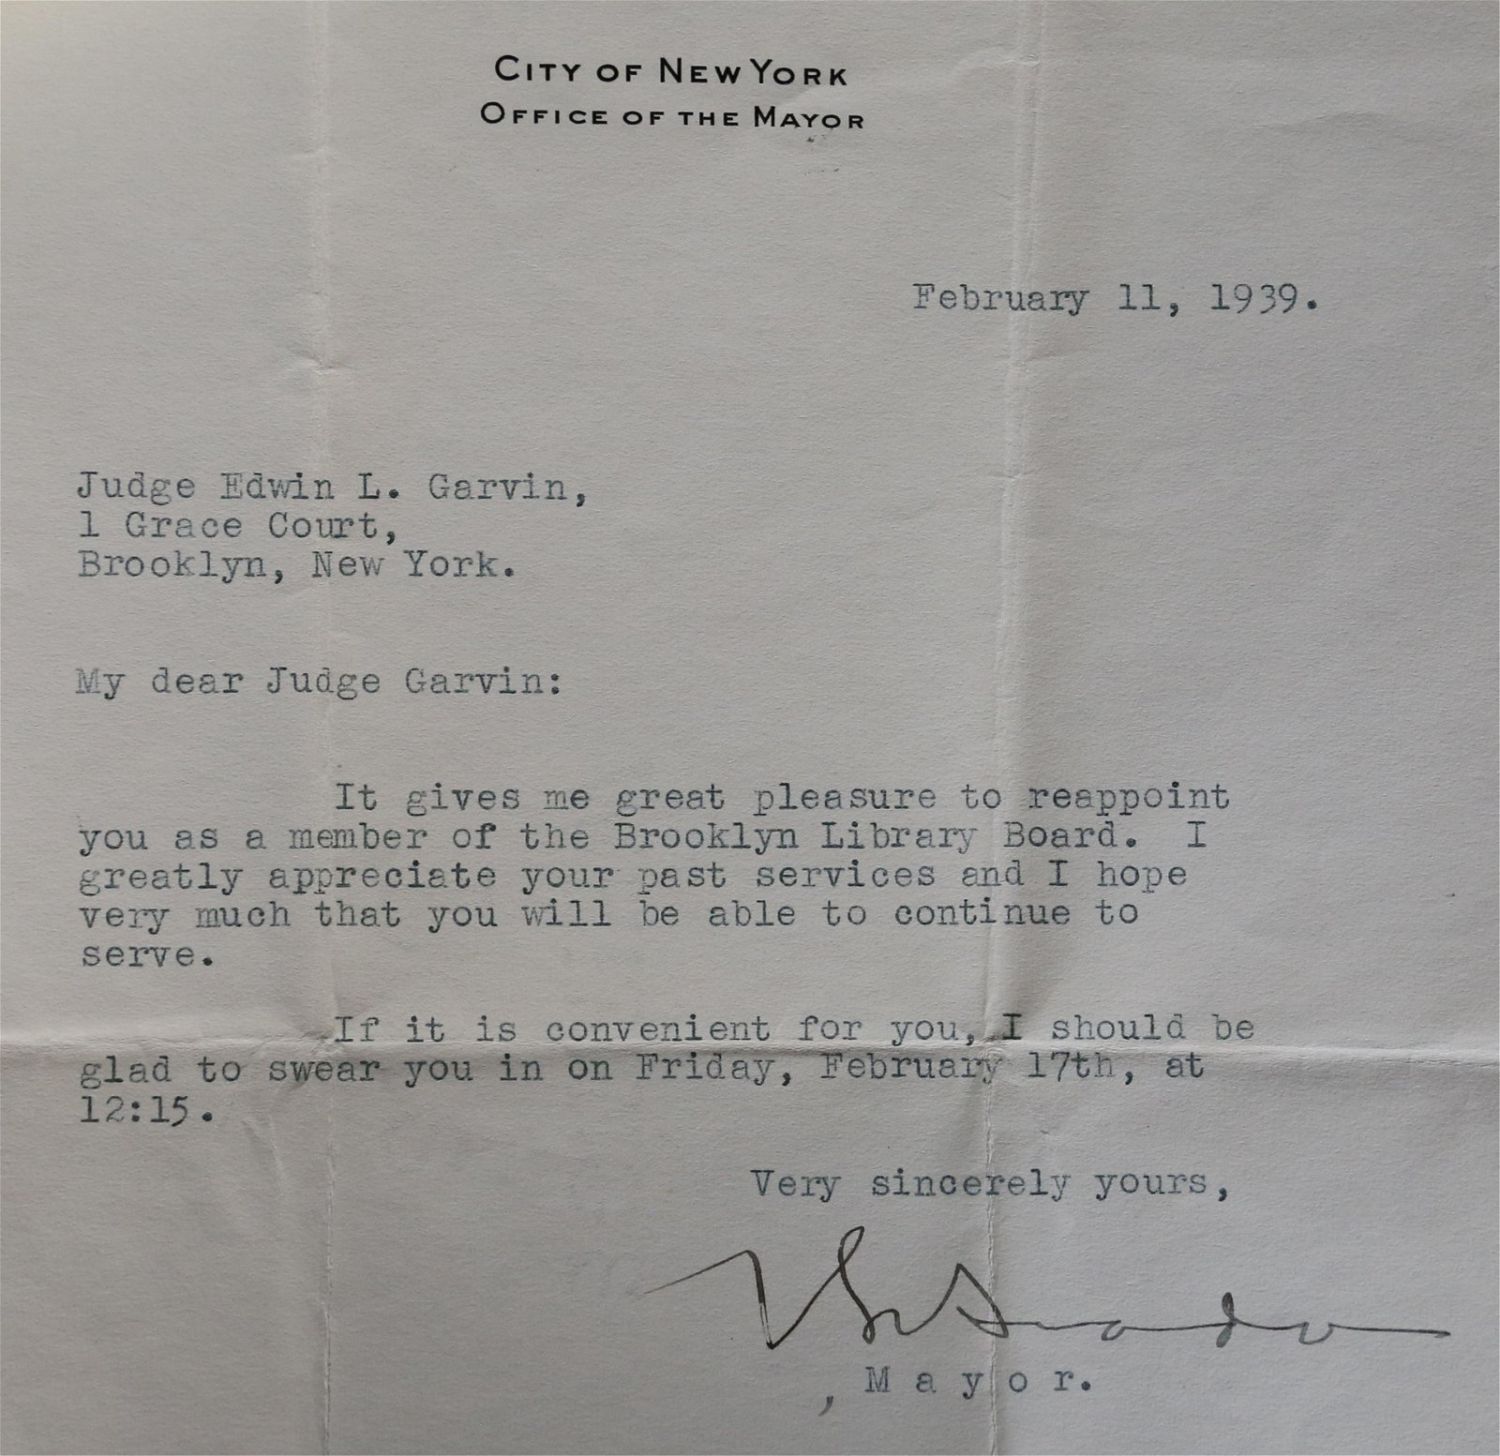 CITY OF NEW YORK
OFFICE OF THE MAYOR
February 11, 1939.
Judge Edwin L. Garvin,
1 Grace Court,
Brooklyn, New York.
My dear Judge Garvin:
It gives me great pleasure to reappoint
you as a member of the Brooklyn Library Board. I
greatly appreciate your past services and I hope
very much that you will be able to continue to
serve.
If it is convenient for you, I should be
glad to swear you in on Friday, February 17th, at
12:15.
Very sincerely yours,
Mayor.